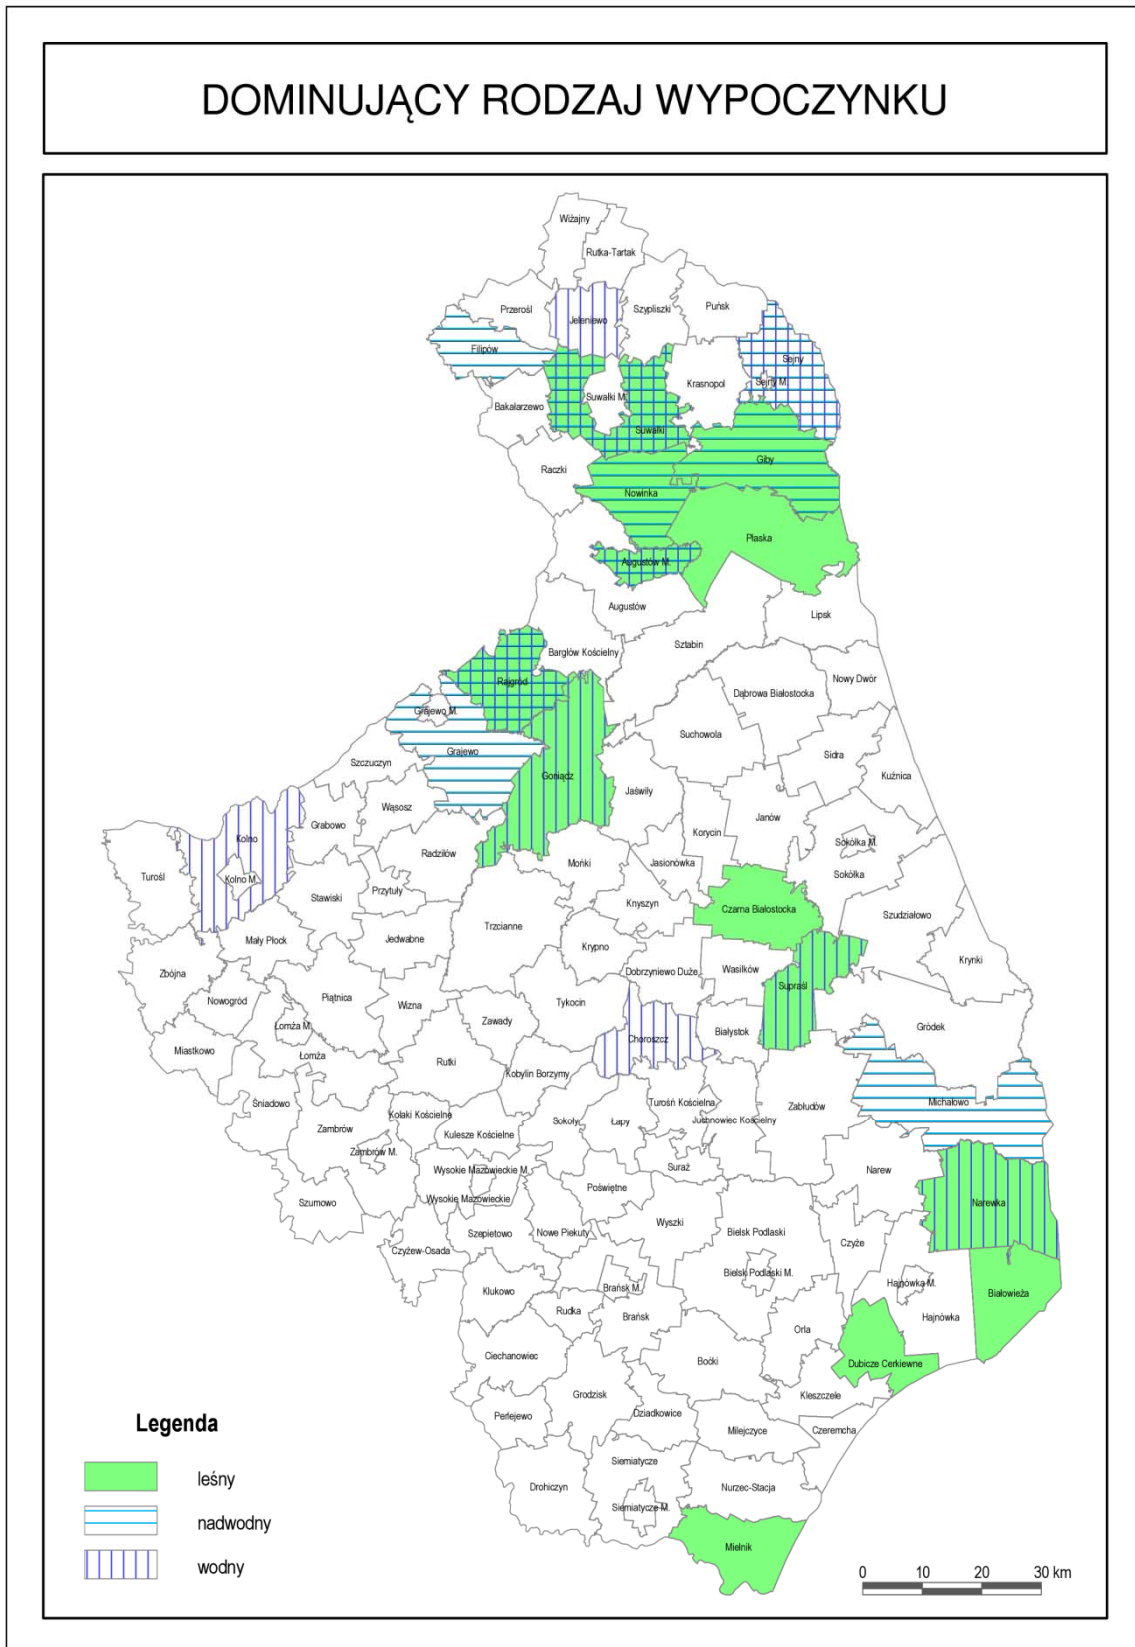 DOMINUJĄCY RODZAJ WYPOCZYNKU
Wiżajny
Rutka-Tartak
Przerośl
Jeleniewo
Szypliszki
Puńsk
Filipów
Sejny
Sejny M.
Krasnopol
Suwałki M.
Bakałarzewo
Suwałki
Giby
Raczki
Nowinka
Płaska
Augustów M.
Augustów
Lipsk
Sztabin
Bargłów Kościelny
Rajgród
Nowy Dwór
Dąbrowa Białostocka
Grajewo M.
Suchowola
Grajewo
Sidra
Szczuczyn
Goniądz
Kuźnica
Jaświły
Wąsosz
Janów
Grabowo
Korycin
Kolno
Sokółka M.
Radziłów
Mońki
Jasionówka
Turośl
Kolno M.
Sokółka
Przytuły
Stawiski
Knyszyn
Czarna Białostocka
Szudziałowo
Trzcianne
Mały Płock
Jedwabne
Krypno
Krynki
Zbójna
Dobrzyniewo Duże
Wasilków
Supraśl
Nowogród
Piątnica
Wizna
Tykocin
Zawady
Łomża M.
Gródek
Białystok
Choroszcz
Miastkowo
Łomża
Rutki
Kobylin Borzymy
Śniadowo
Turośń Kościelna
Zabłudów
Michałowo
Kołaki Kościelne
Sokoły
Łapy
Juchnowiec Kościelny
Zambrów
Kulesze Kościelne
Zambrów M.
Suraż
Narew
Wysokie Mazowieckie M.
Poświętne
Wysokie Mazowieckie
Szumowo
Narewka
Wyszki
Szepietowo
Nowe Piekuty
Bielsk Podlaski
Czyże
Czyżew-Osada
Bielsk Podlaski M.
Hajnówka M.
Klukowo
Brańsk M.
Białowieża
Rudka
Brańsk
Hajnówka
Orla
Ciechanowiec
Boćki
Dubicze Cerkiewne
Grodzisk
Kleszczele
Perlejewo
Dziadkowice
Milejczyce
Czeremcha
Siemiatycze
Drohiczyn
Nurzec-Stacja
Siemiatycze M.
Mielnik
Legenda
leśny
nadwodny
wodny
0 10 20 30 km